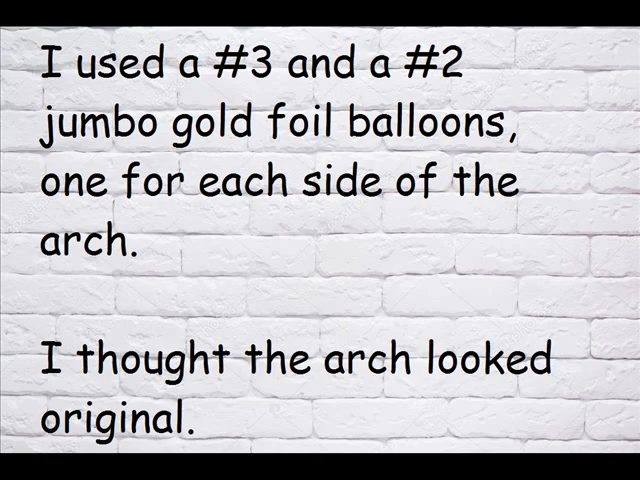 I used a #3 and a #2
jumbo gold foil balloons,
one for each side of the
arch.
I thought the arch looked
original.